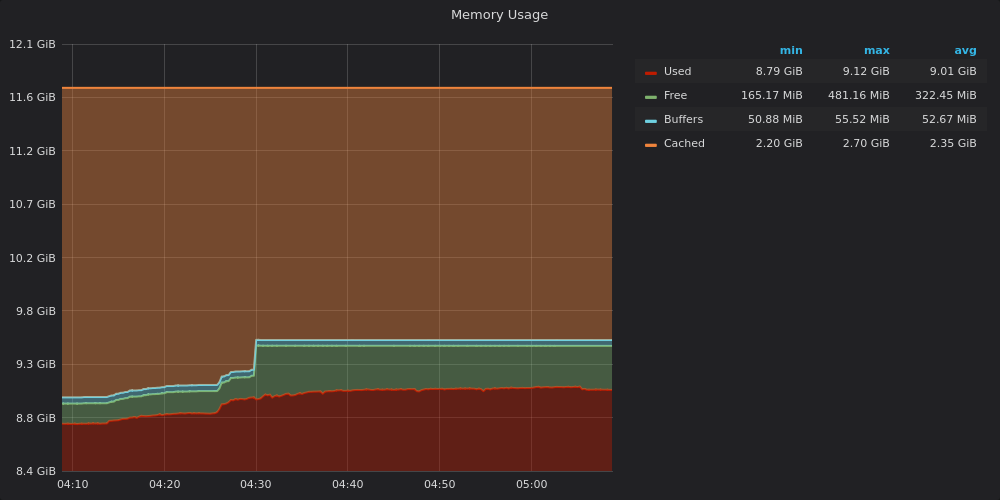 Memory Usage
12.1 GiB
11.6 GiB
11.2 GiB
10.7 GiB
10.2 GiB
9.8 GiB
9.3 GiB
8.8 GiB
8.4 GiB
04:10 04:20 04:30 04:40 04:50 05:00
min max avg
Used 8.79 GiB 9.12 GiB 9.01 GiB
Free 165.17 MiB 481.16 MiB 322.45 MiB
Buffers 50.88 MiB 55.52 MiB 52.67 MiB
Cached 2.20 GiB 2.70 GiB 2.35 GiB